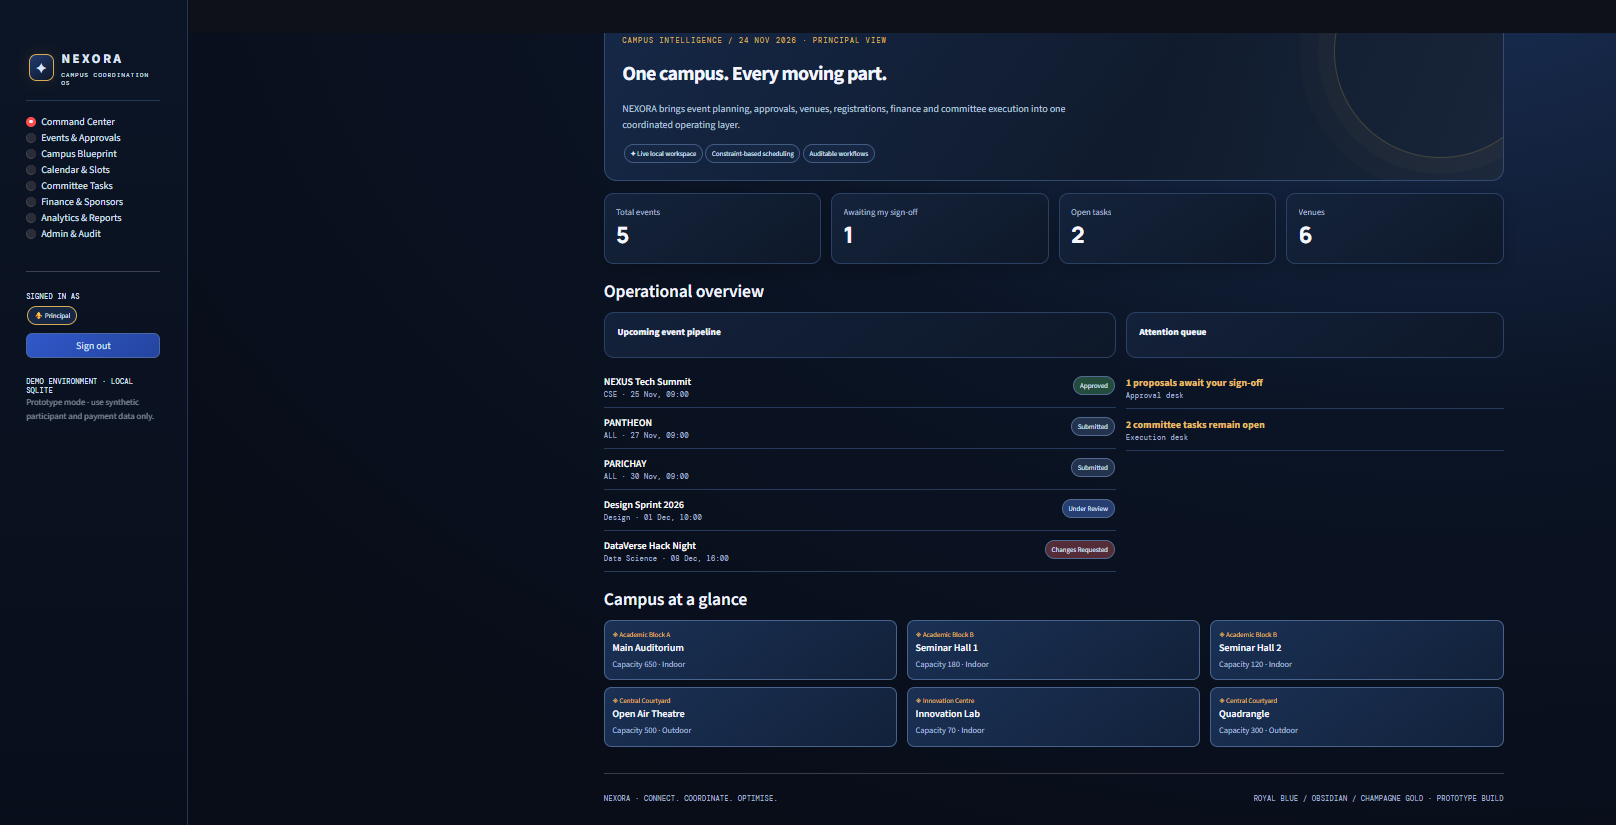 NEXORA
CAMPUS COORDINATION
OS
Command Center
Events & Approvals
Campus Blueprint
Calendar & Slots
Committee Tasks
Finance & Sponsors
Analytics & Reports
Admin & Audit
SIGNED IN AS
Principal
Sign out
DEMO ENVIRONMENT · LOCAL
SQLITE
Prototype mode · use synthetic
participant and payment data only.
CAMPUS INTELLIGENCE / 24 NOV 2026 · PRINCIPAL VIEW
One campus. Every moving part.
NEXORA brings event planning, approvals, venues, registrations, finance and committee execution into one
coordinated operating layer.
Live local workspace
Constraint-based scheduling
Auditable workflows
Total events
5
Awaiting my sign-off
1
Open tasks
2
Venues
6
Operational overview
Upcoming event pipeline
NEXUS Tech Summit
CSE · 25 Nov, 09:00
Approved
PANTHEON
ALL · 27 Nov, 09:00
Submitted
PARICHAY
ALL · 30 Nov, 09:00
Submitted
Design Sprint 2026
Design · 01 Dec, 10:00
Under Review
DataVerse Hack Night
Data Science · 08 Dec, 16:00
Changes Requested
Attention queue
1 proposals await your sign-off
Approval desk
2 committee tasks remain open
Execution desk
Campus at a glance
Academic Block A
Main Auditorium
Capacity 650 · Indoor
Academic Block B
Seminar Hall 1
Capacity 180 · Indoor
Academic Block B
Seminar Hall 2
Capacity 120 · Indoor
Central Courtyard
Open Air Theatre
Capacity 500 · Outdoor
Innovation Centre
Innovation Lab
Capacity 70 · Indoor
Central Courtyard
Quadrangle
Capacity 300 · Outdoor
NEXORA · CONNECT. COORDINATE. OPTIMISE.
ROYAL BLUE / OBSIDIAN / CHAMPAGNE GOLD · PROTOTYPE BUILD